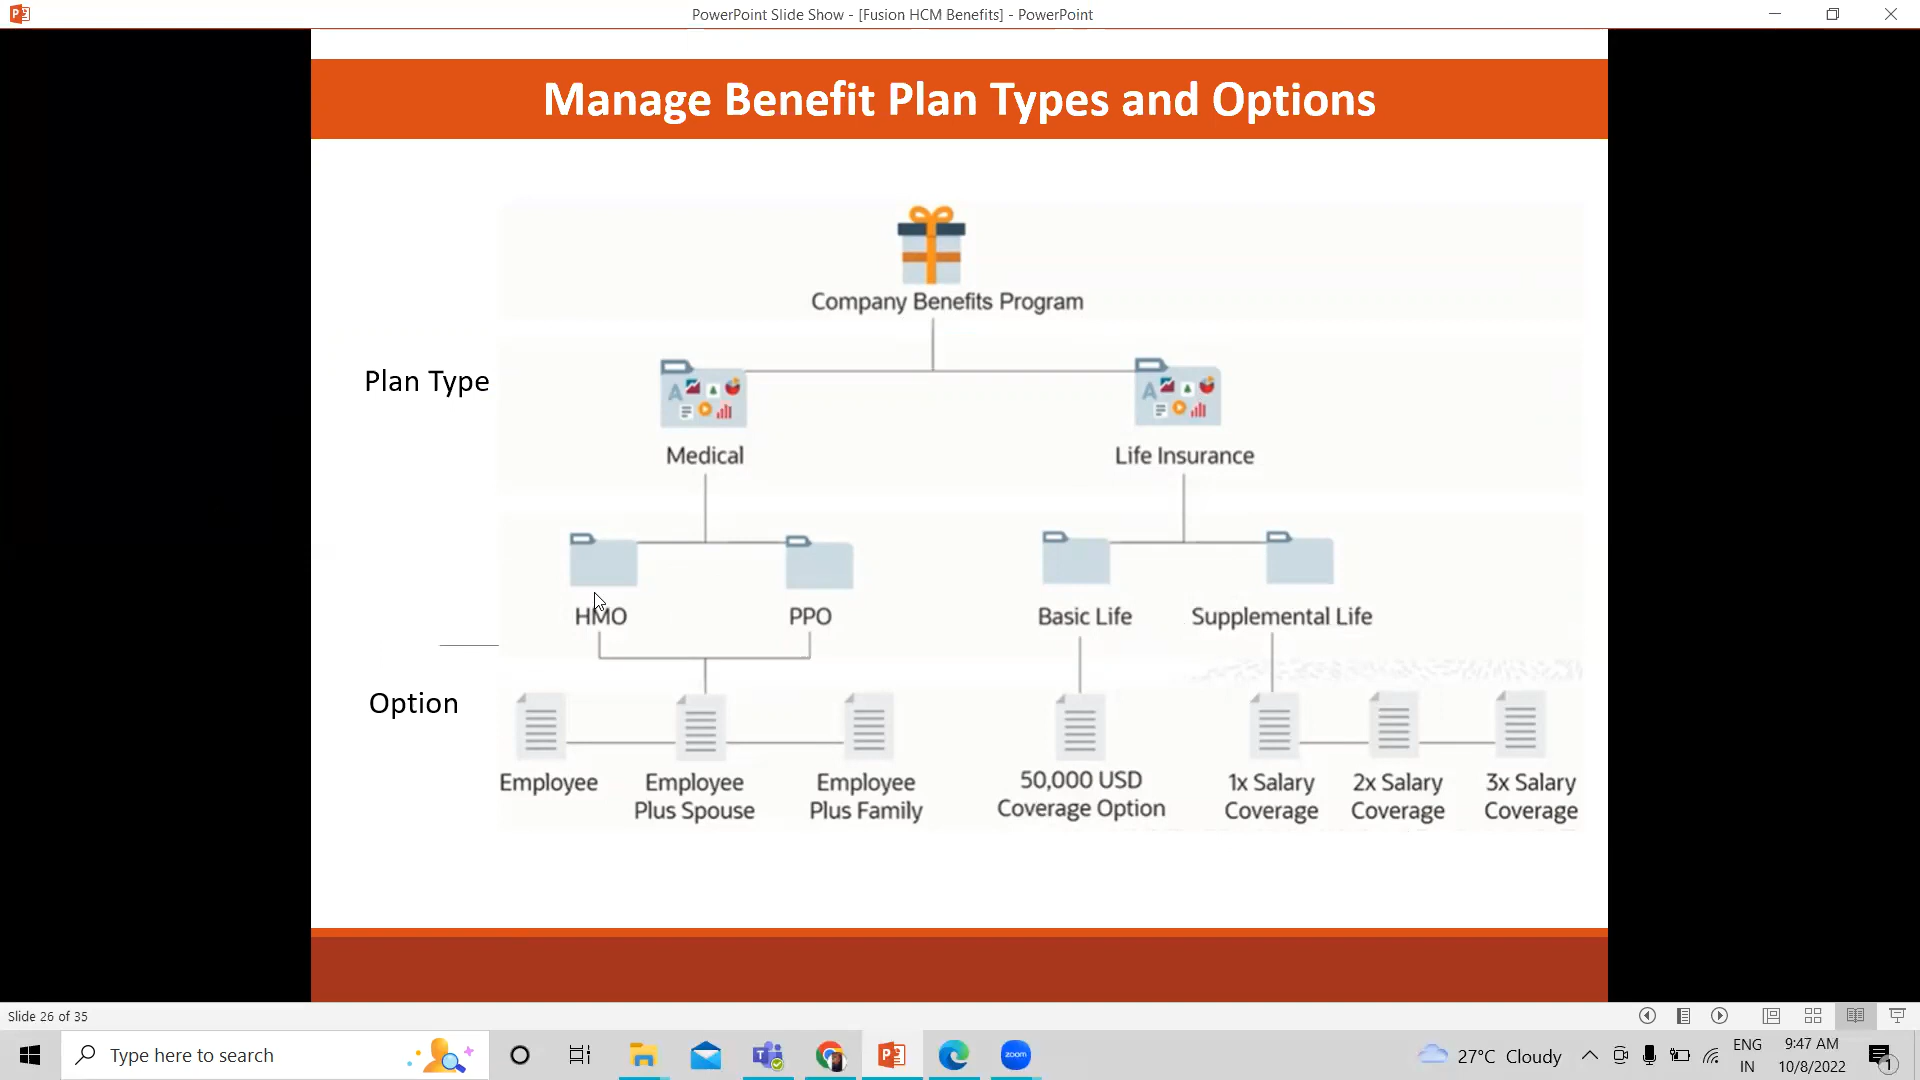 PowerPoint Slide Show - [Fusion HCM Benefits] - PowerPoint
Manage Benefit Plan Types and Options
Company Benefits Program
Plan Type
Medical
Life Insurance
HMO
PPO
Basic Life
Supplemental Life
Option
Employee
Employee
Plus Spouse
Employee
Plus Family
50,000 USD
Coverage Option
1x Salary
Coverage
2x Salary
Coverage
3x Salary
Coverage
Slide 26 of 35
Type here to search
zoom
27°C Cloudy
ENG
IN
9:47 AM
10/8/2022
1